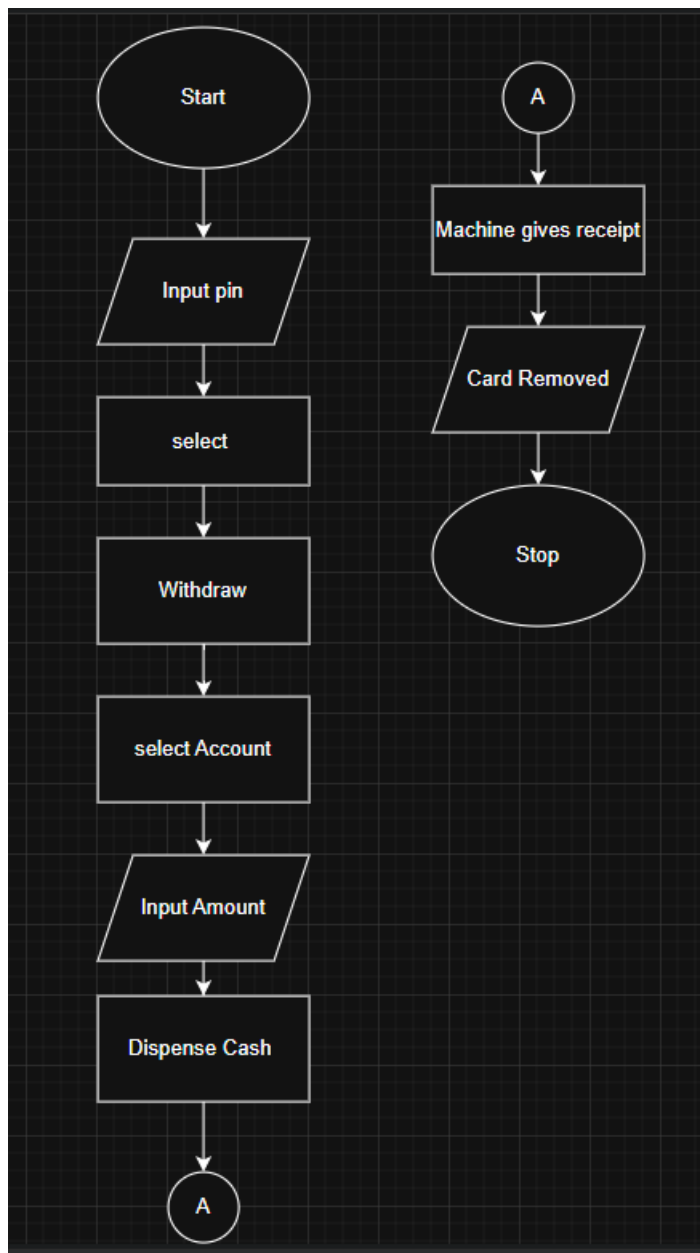 Start
Input pin
select
Withdraw
select Account
Input Amount
Dispense Cash
A
A
Machine gives receipt
Card Removed
Stop